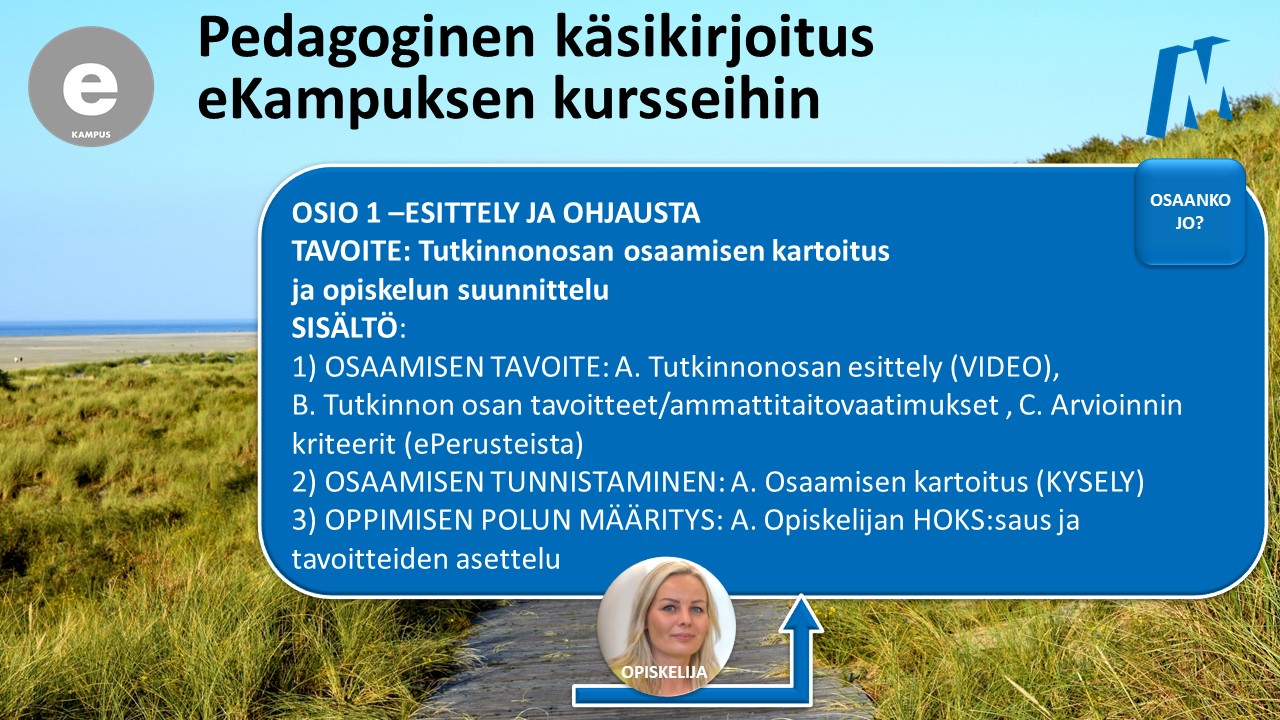 Pedagoginen käsikirjoitus
eKampuksen kursseihin
e
KAMPUS
OSAANKO
JO?
OSIO 1 –ESITTELY JA OHJAUSTA
TAVOITE: Tutkinnonosan osaamisen kartoitus
ja opiskelun suunnittelu
SISÄLTÖ:
1) OSAAMISEN TAVOITE: A. Tutkinnonosan esittely (VIDEO),
B. Tutkinnon osan tavoitteet/ammattitaitovaatimukset , C. Arvioinnin
kriteerit (ePerusteista)
2) OSAAMISEN TUNNISTAMINEN: A. Osaamisen kartoitus (KYSELY)
3) OPPIMISEN POLUN MÄÄRITYS: A. Opiskelijan HOKS:saus ja
tavoitteiden asettelu
OPISKELIJA